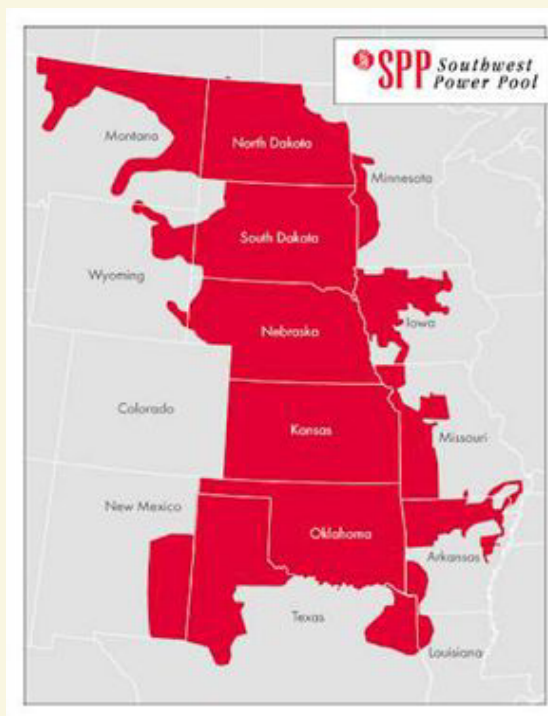 SPP Southwest
Power Pool
Montana
North Dakota
Minnesota
South Dakota
Wyoming
Nebraska
Iowa
Colorado
Kansas
Missouri
New Mexico
Oklahoma
Arkansas
Texas
Louisiana